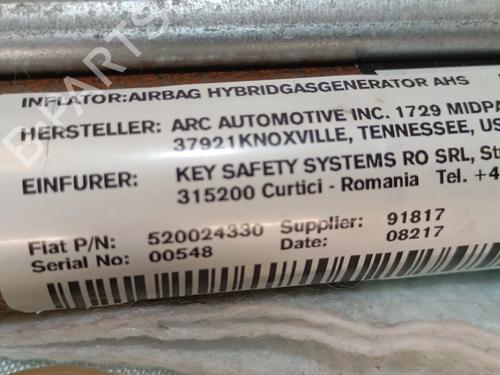 B-PARTS
INFLATOR:AIRBAG HYBRIDGASGENERATOR AHS
HERSTELLER: ARC AUTOMOTIVE INC. 1729 MIDPA
37921KNOXVILLE, TENNESSEE, US
EINFURER: KEY SAFETY SYSTEMS RO SRL, Str
315200 Curtici - Romania Tel. +4
Fiat P/N: 520024330 Supplier: 91817
Serial No: 00548 Date: 08217